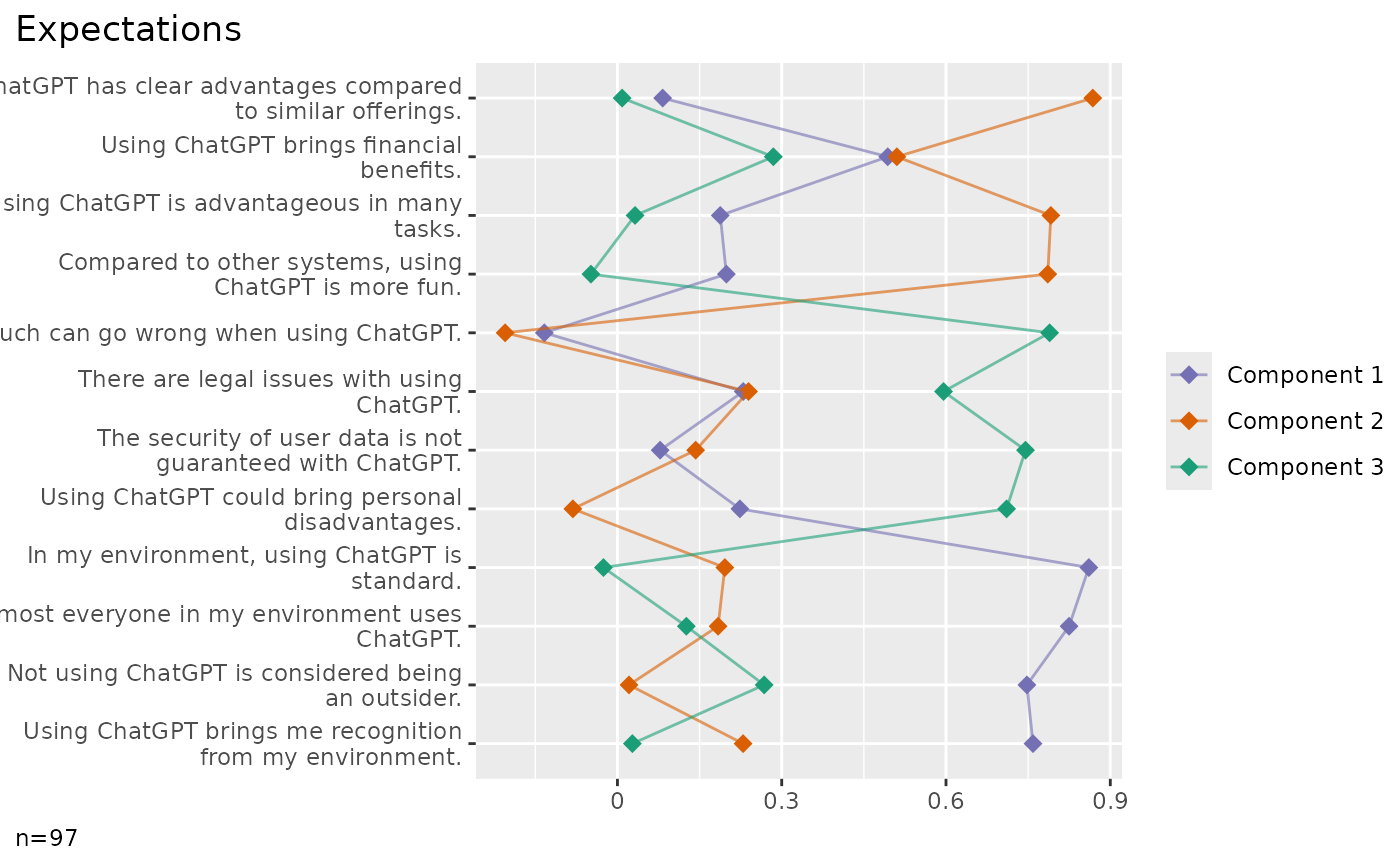 Expectations
hatGPT has clear advantages compared
to similar offerings.
Using ChatGPT brings financial
benefits.
sing ChatGPT is advantageous in many
tasks.
Compared to other systems, using
ChatGPT is more fun.
uch can go wrong when using ChatGPT.
There are legal issues with using
ChatGPT.
The security of user data is not
guaranteed with ChatGPT.
Using ChatGPT could bring personal
disadvantages.
In my environment, using ChatGPT is
standard.
most everyone in my environment uses
ChatGPT.
Not using ChatGPT is considered being
an outsider.
Using ChatGPT brings me recognition
from my environment.
0 0.3 0.6 0.9
Component 1
Component 2
Component 3
n=97